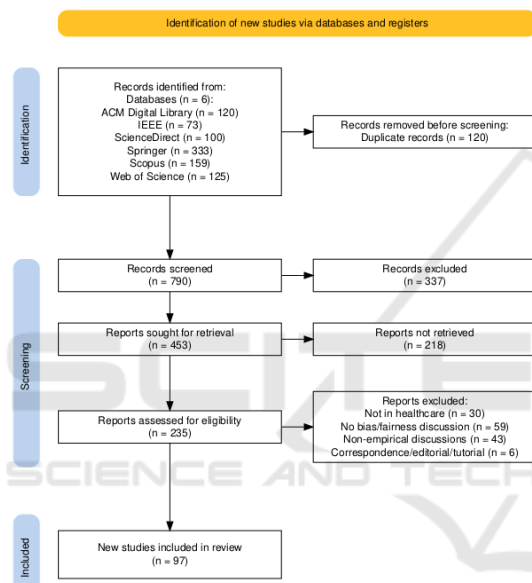 Identification of new studies via databases and registers
Identification
Records identified from:
Databases (n = 6):
ACM Digital Library (n = 120)
IEEE (n = 73)
ScienceDirect (n = 100)
Springer (n = 333)
Scopus (n = 159)
Web of Science (n = 125)
Records removed before screening:
Duplicate records (n = 120)
Screening
Records screened
(n = 790)
Records excluded
(n = 337)
Reports sought for retrieval
(n = 453)
Reports not retrieved
(n = 218)
Reports assessed for eligibility
(n = 235)
Reports excluded:
Not in healthcare (n = 30)
No bias/fairness discussion (n = 59)
Non-empirical discussions (n = 43)
Correspondence/editorial/tutorial (n = 6)
Included
New studies included in review
(n = 97)
SCITE
SCIENCE AND TECH